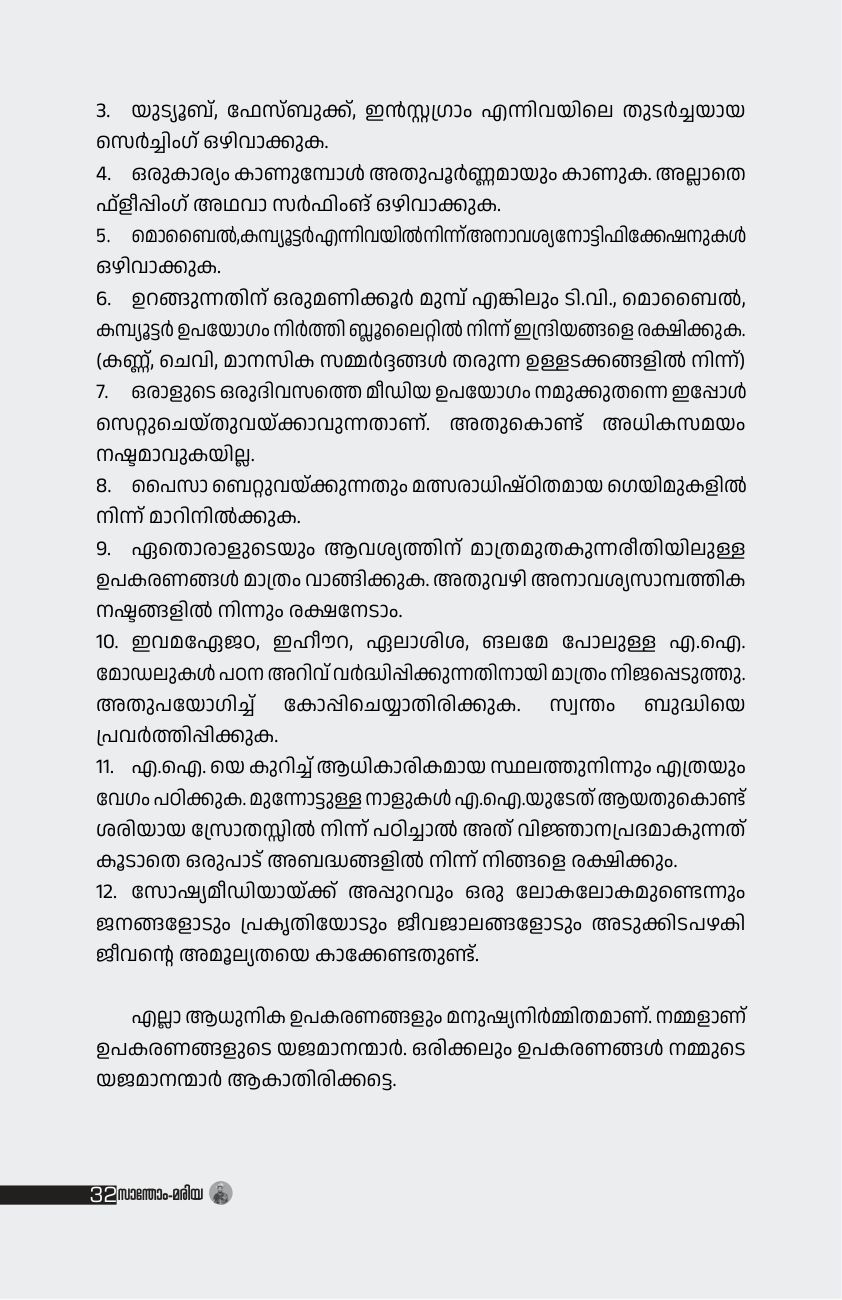 3. യുട്യൂബ്, ഫേസ്ബുക്ക്, ഇൻസ്റ്റഗ്രാം എന്നിവയിലെ തുടർച്ചയായ
സെർച്ചിംഗ് ഒഴിവാക്കുക.
4. ഒരുകാര്യം കാണുമ്പോൾ അതുപൂർണ്ണമായും കാണുക. അല്ലാതെ
ഫ്ളീപ്പിംഗ് അഥവാ സർഫിംങ് ഒഴിവാക്കുക.
5. മൊബൈൽ,കമ്പ്യൂട്ടർഎന്നിവയിൽനിന്ന്അനാവശ്യനോട്ടിഫിക്കേഷനുകൾ
ഒഴിവാക്കുക.
6. ഉറങ്ങുന്നതിന് ഒരുമണിക്കൂർ മുമ്പ് എങ്കിലും ടി.വി., മൊബൈൽ,
കമ്പ്യൂട്ടർ ഉപയോഗം നിർത്തി ബ്ലൂലൈറ്റിൽ നിന്ന് ഇന്ദ്രിയങ്ങളെ രക്ഷിക്കുക.
(കണ്ണ്, ചെവി, മാനസിക സമ്മർദ്ദങ്ങൾ തരുന്ന ഉള്ളടക്കങ്ങളിൽ നിന്ന്)
7. ഒരാളുടെ ഒരുദിവസത്തെ മീഡിയ ഉപയോഗം നമുക്കുതന്നെ ഇപ്പോൾ
സെറ്റുചെയ്തുവയ്ക്കാവുന്നതാണ്. അതുകൊണ്ട് അധികസമയം
നഷ്ടമാവുകയില്ല.
8. പൈസാ ബെറ്റുവയ്ക്കുന്നതും മത്സരാധിഷ്ഠിതമായ ഗെയിമുകളിൽ
നിന്ന് മാറിനിൽക്കുക.
9. ഏതൊരാളുടെയും ആവശ്യത്തിന് മാത്രമുതകുന്നരീതിയിലുള്ള
ഉപകരണങ്ങൾ മാത്രം വാങ്ങിക്കുക. അതുവഴി അനാവശ്യസാമ്പത്തിക
നഷ്ടങ്ങളിൽ നിന്നും രക്ഷനേടാം.
10. ഇവമഏേജഠ, ഇഹീൗറ, ഏലാശിശ, ങലമേ പോലുള്ള എ.ഐ.
മോഡലുകൾ പഠന അറിവ് വർദ്ധിപ്പിക്കുന്നതിനായി മാത്രം നിജപ്പെടുത്തു.
അതുപയോഗിച്ച് കോപ്പിചെയ്യാതിരിക്കുക. സ്വന്തം ബുദ്ധിയെ
പ്രവർത്തിപ്പിക്കുക.
11. എ.ഐ. യെ കുറിച്ച് ആധികാരികമായ സ്ഥലത്തുനിന്നും എത്രയും
വേഗം പഠിക്കുക. മുന്നോട്ടുള്ള നാളുകൾ എ.ഐ.യുടേത് ആയതുകൊണ്ട്
ശരിയായ സ്രോതസ്സിൽ നിന്ന് പഠിച്ചാൽ അത് വിജ്ഞാനപ്രദമാകുന്നത്
കൂടാതെ ഒരുപാട് അബദ്ധങ്ങളിൽ നിന്ന് നിങ്ങളെ രക്ഷിക്കും.
12. സോഷ്യമീഡിയായ്ക്ക് അപ്പുറവും ഒരു ലോകലോകമുണ്ടെന്നും
ജനങ്ങളോടും പ്രകൃതിയോടും ജീവജാലങ്ങളോടും അടുക്കിടപഴകി
ജീവന്റെ അമൂല്യതയെ കാക്കേണ്ടതുണ്ട്.
എല്ലാ ആധുനിക ഉപകരണങ്ങളും മനുഷ്യനിർമ്മിതമാണ്. നമ്മളാണ്
ഉപകരണങ്ങളുടെ യജമാനന്മാർ. ഒരിക്കലും ഉപകരണങ്ങൾ നമ്മുടെ
യജമാനന്മാർ ആകാതിരിക്കട്ടെ.
32 സാന്തോം-മരിയ